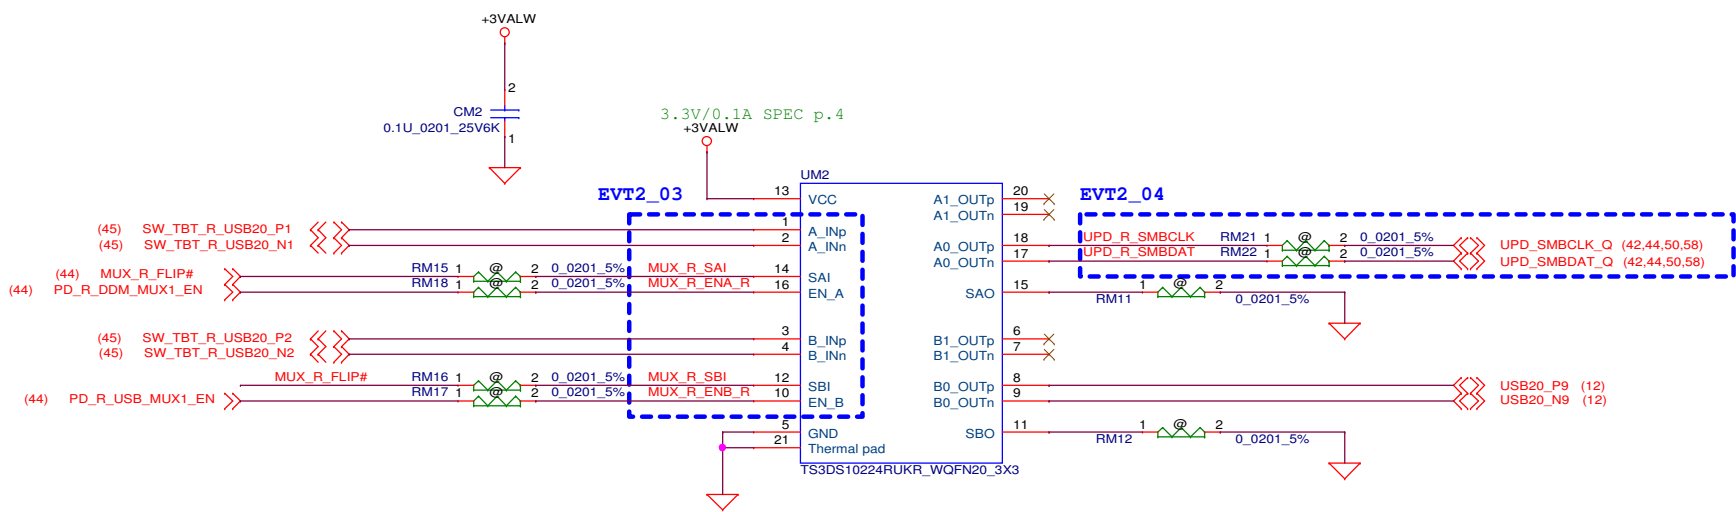 +3VALW
2
CM2
0.1U_0201_25V6K
1
3.3V/0.1A SPEC p.4
+3VALW
UM2
EVT2_03
EVT2_04
13 VCC
A1_OUTp 20
A1_OUTn 19
(45) SW_TBT_R_USB20_P1 1 A_INp
(45) SW_TBT_R_USB20_N1 2 A_INn
A0_OUTp 18 UPD_R_SMBCLK RM21 1 @ 2 0_0201_5% UPD_SMBCLK_Q (42,44,50,58)
A0_OUTn 17 UPD_R_SMBDAT RM22 1 @ 2 0_0201_5% UPD_SMBDAT_Q (42,44,50,58)
(44) MUX_R_FLIP# RM15 1 @ 2 0_0201_5% MUX_R_SAI 14 SAI
(44) PD_R_DDM_MUX1_EN RM18 1 @ 2 0_0201_5% MUX_R_ENA_R 16 EN_A
SAO 15 RM11 1 @ 2 0_0201_5%
(45) SW_TBT_R_USB20_P2 3 B_INp
(45) SW_TBT_R_USB20_N2 4 B_INn
B1_OUTp 6
B1_OUTn 7
MUX_R_FLIP# RM16 1 @ 2 0_0201_5% MUX_R_SBI 12 SBI
(44) PD_R_USB_MUX1_EN RM17 1 @ 2 0_0201_5% MUX_R_ENB_R 10 EN_B
B0_OUTp 8 USB20_P9 (12)
B0_OUTn 9 USB20_N9 (12)
5 GND
21 Thermal pad
SBO 11 RM12 1 @ 2 0_0201_5%
TS3DS10224RUKR_WQFN20_3X3